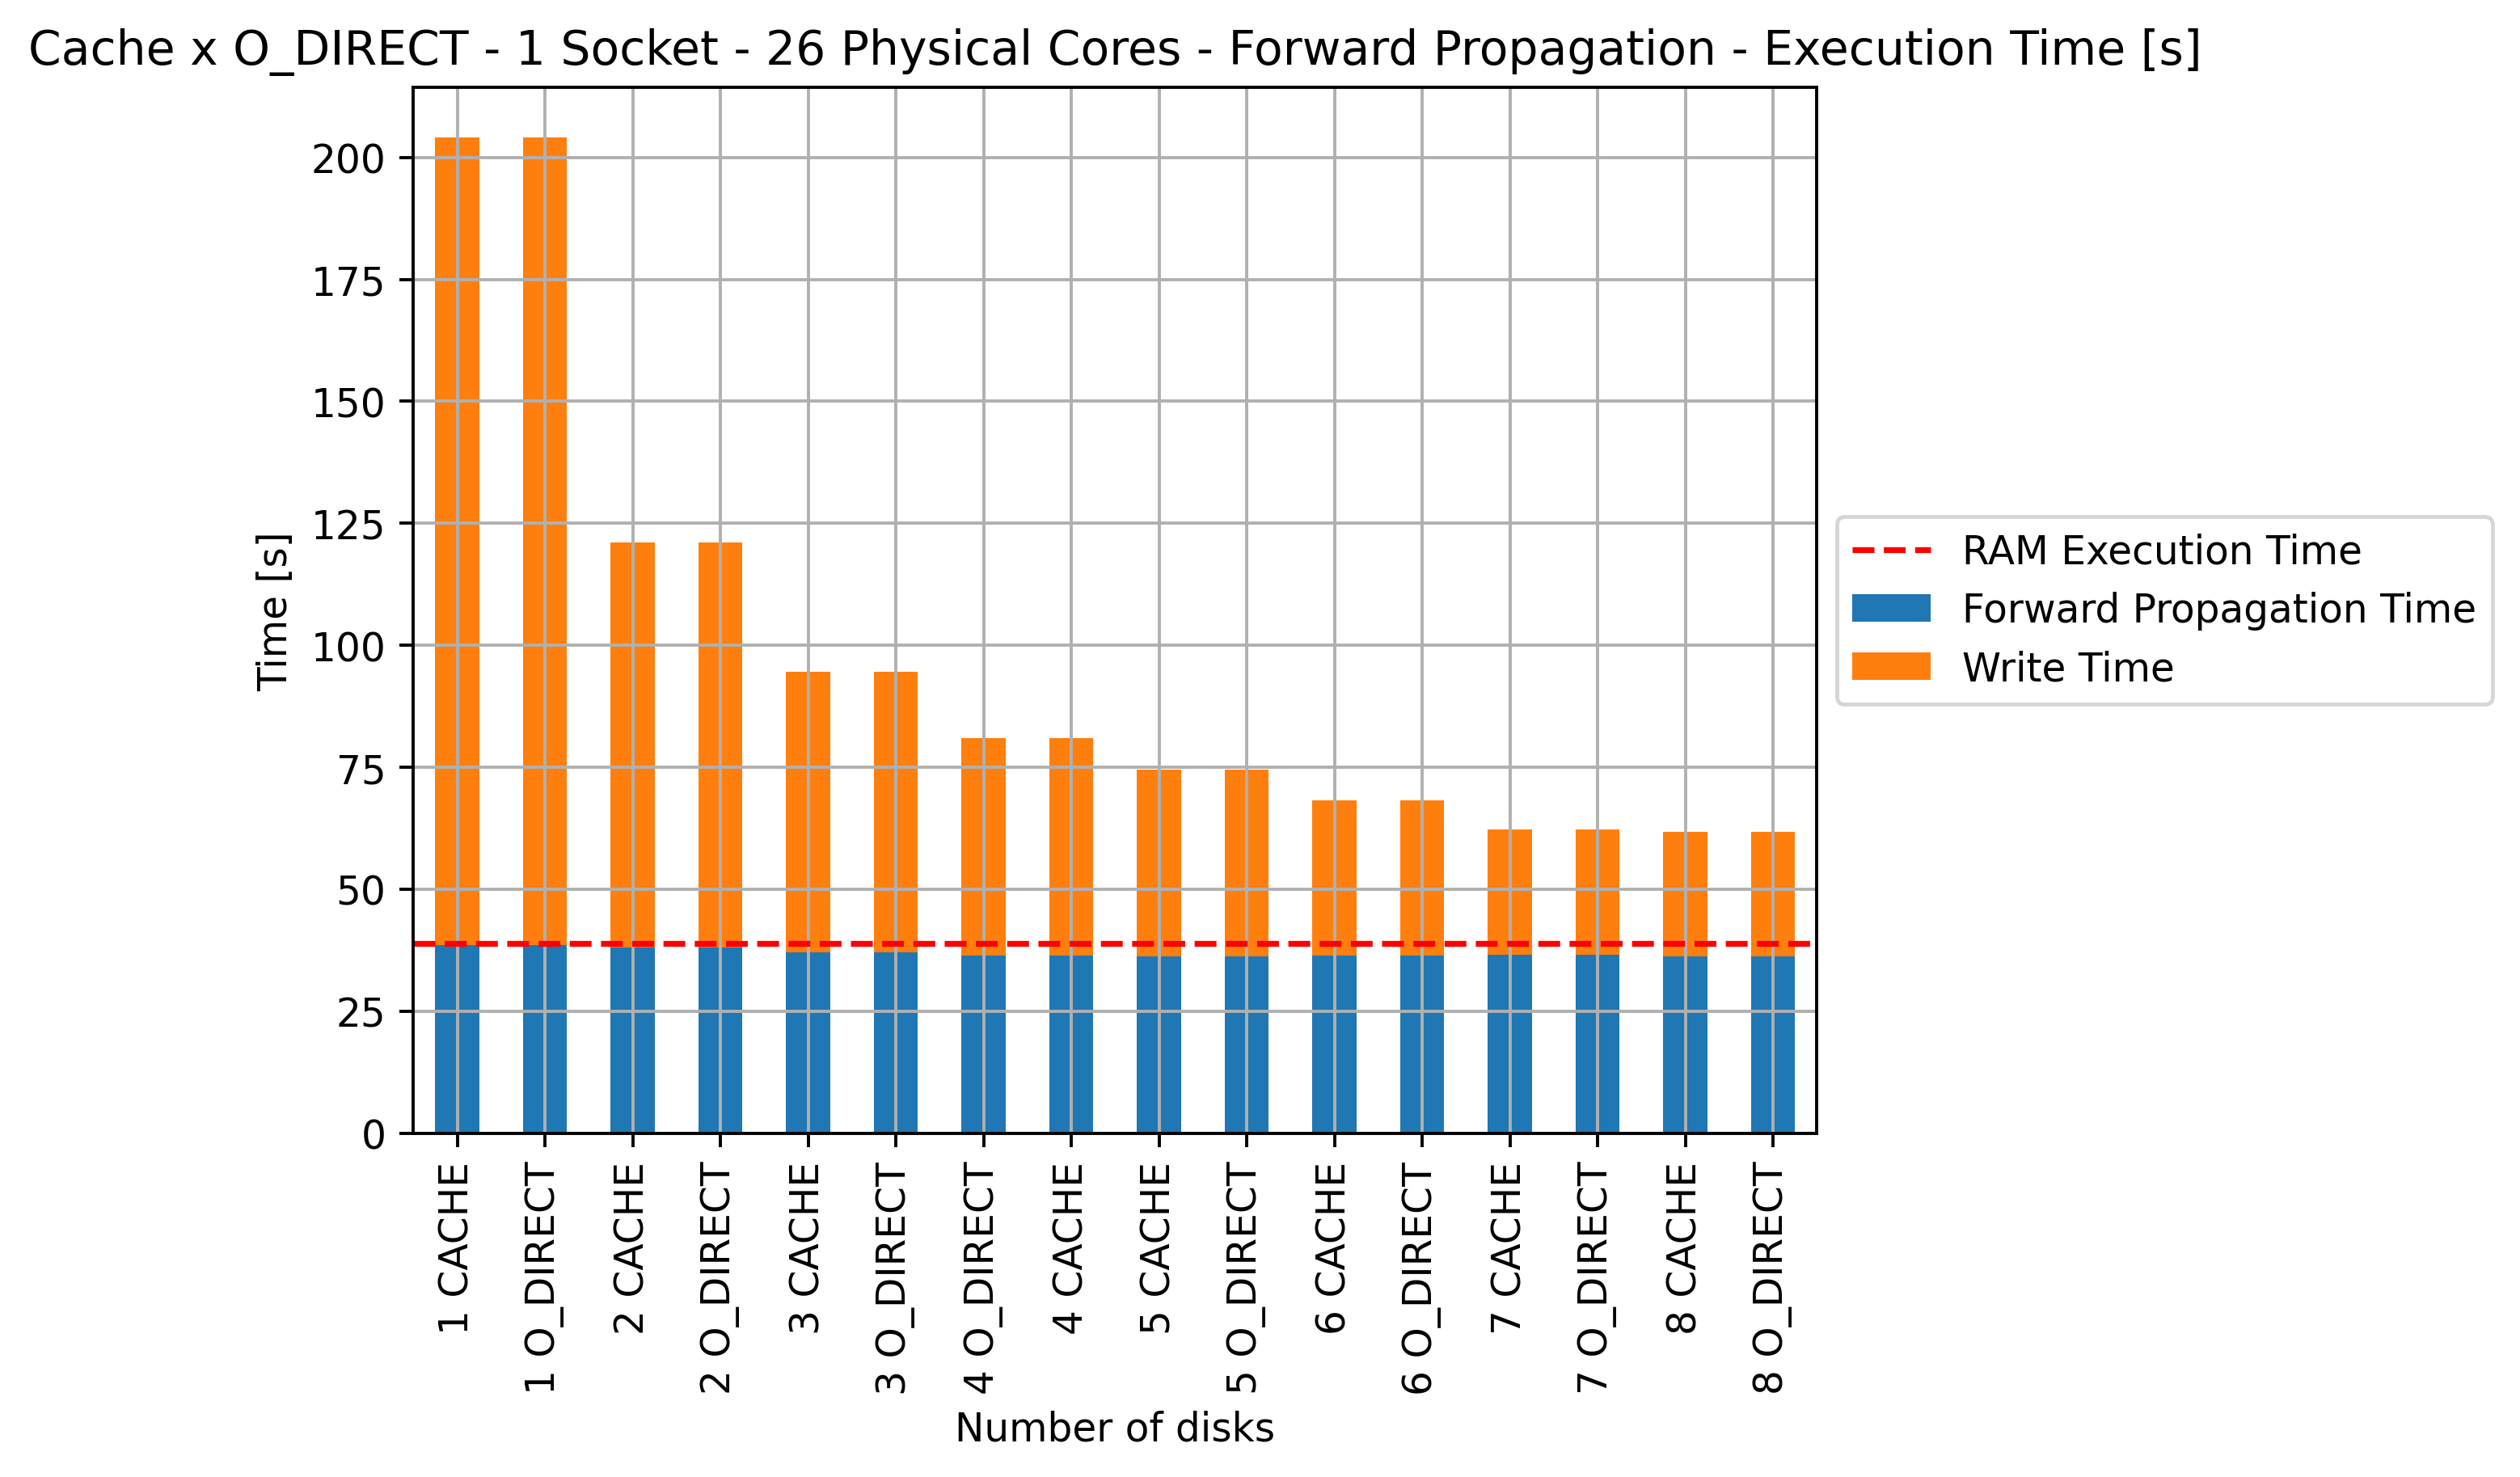 Cache x O_DIRECT - 1 Socket - 26 Physical Cores - Forward Propagation - Execution Time [s]
Time [s]
200
175
150
125
100
75
50
25
0
RAM Execution Time
Forward Propagation Time
Write Time
1 CACHE
1 O_DIRECT
2 CACHE
2 O_DIRECT
3 CACHE
3 O_DIRECT
4 O_DIRECT
4 CACHE
5 CACHE
5 O_DIRECT
6 CACHE
6 O_DIRECT
7 CACHE
7 O_DIRECT
8 CACHE
8 O_DIRECT
Number of disks